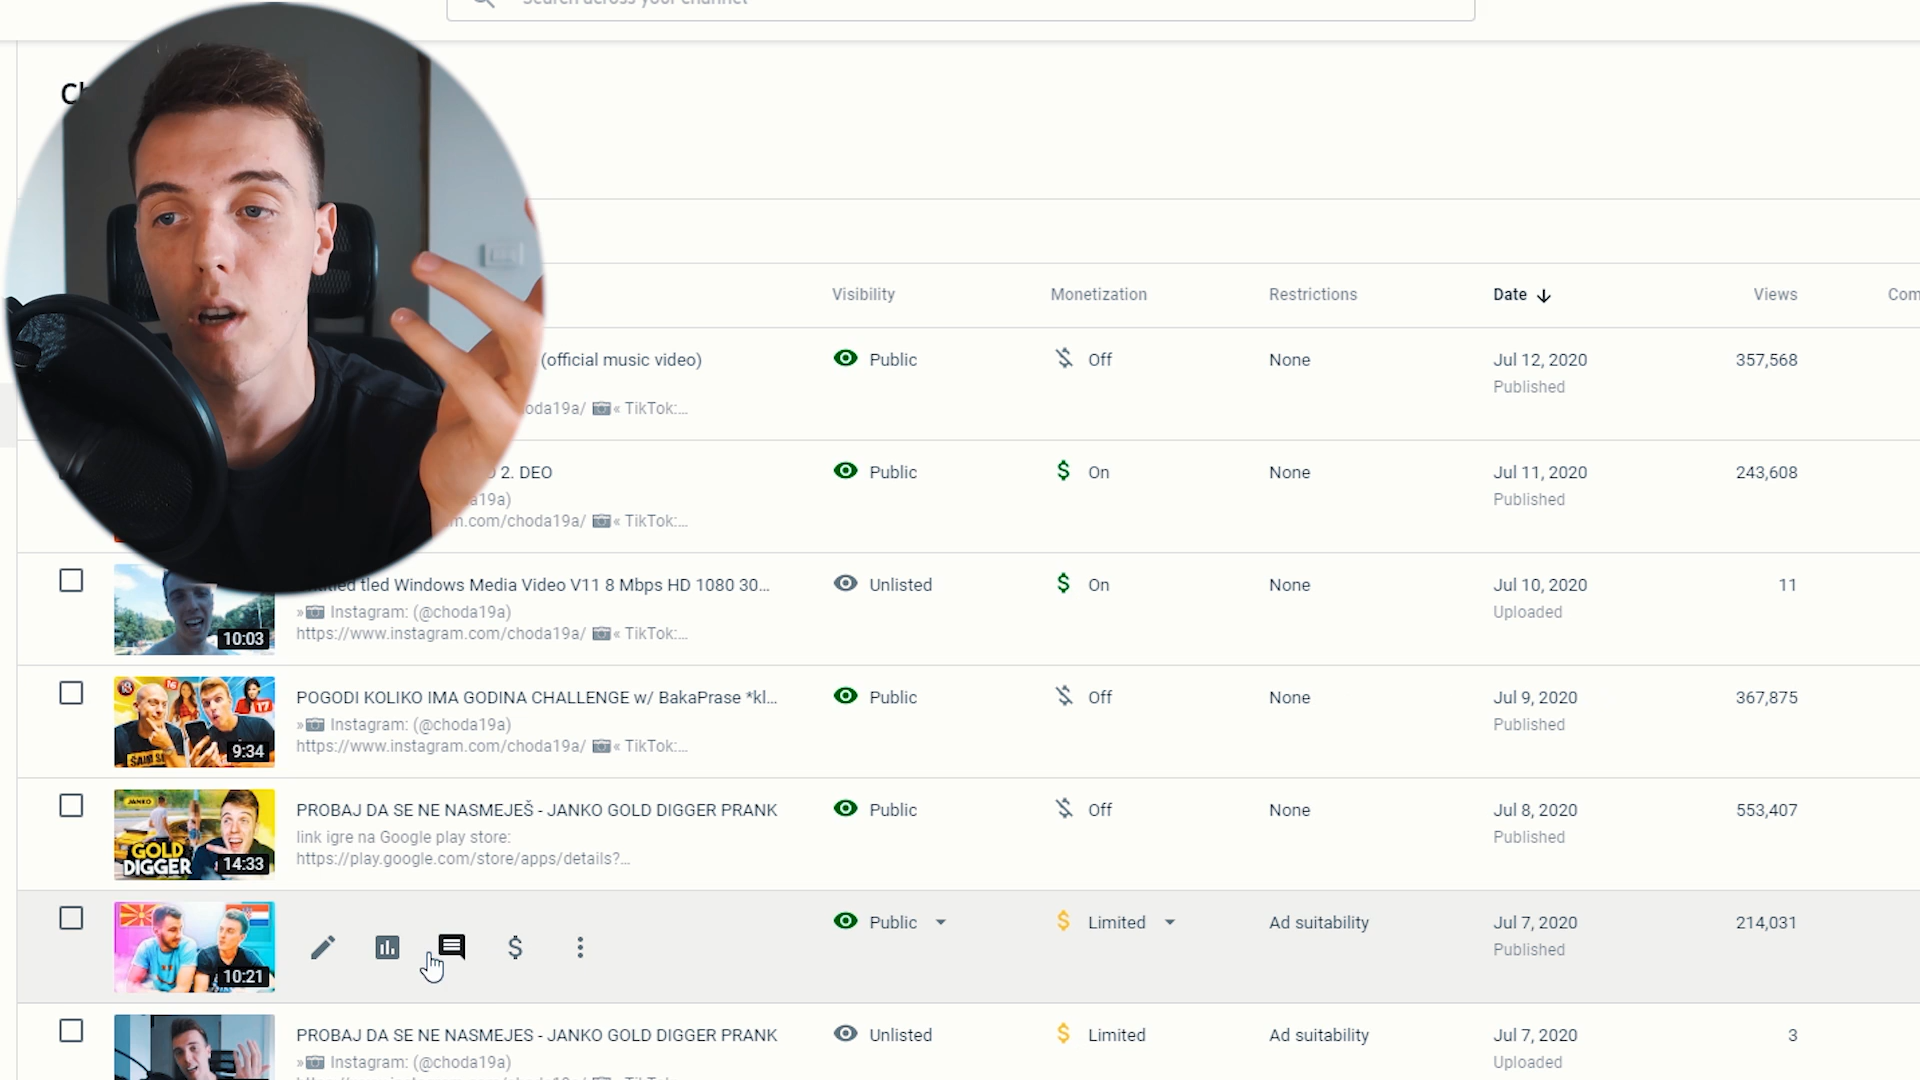 Search across your channel
Visibility
Monetization
Restrictions
Date
Views
Com
(official music video)
Public
Off
None
Jul 12, 2020
357,568
Published
TikTok:...
2. DEO
Public
On
None
Jul 11, 2020
243,608
Published
m.com/choda19a/ « TikTok:...
tled Windows Media Video V11 8 Mbps HD 1080 30...
Unlisted
On
None
Jul 10, 2020
11
» Instagram: (@choda19a)
Uploaded
https://www.instagram.com/choda19a/ « TikTok:...
10:03
POGODI KOLIKO IMA GODINA CHALLENGE w/ BakaPrase *kl...
Public
Off
None
Jul 9, 2020
367,875
» Instagram: (@choda19a)
Published
https://www.instagram.com/choda19a/ « TikTok:...
17
9:34
JANKO
GOLD
DIGGER
14:33
PROBAJ DA SE NE NASMEJEŠ - JANKO GOLD DIGGER PRANK
Public
Off
None
Jul 8, 2020
553,407
link igre na Google play store:
Published
https://play.google.com/store/apps/details?...
Public
Limited
Ad suitability
Jul 7, 2020
214,031
Published
10:21
PROBAJ DA SE NE NASMEJES - JANKO GOLD DIGGER PRANK
Unlisted
Limited
Ad suitability
Jul 7, 2020
3
» Instagram: (@choda19a)
Uploaded